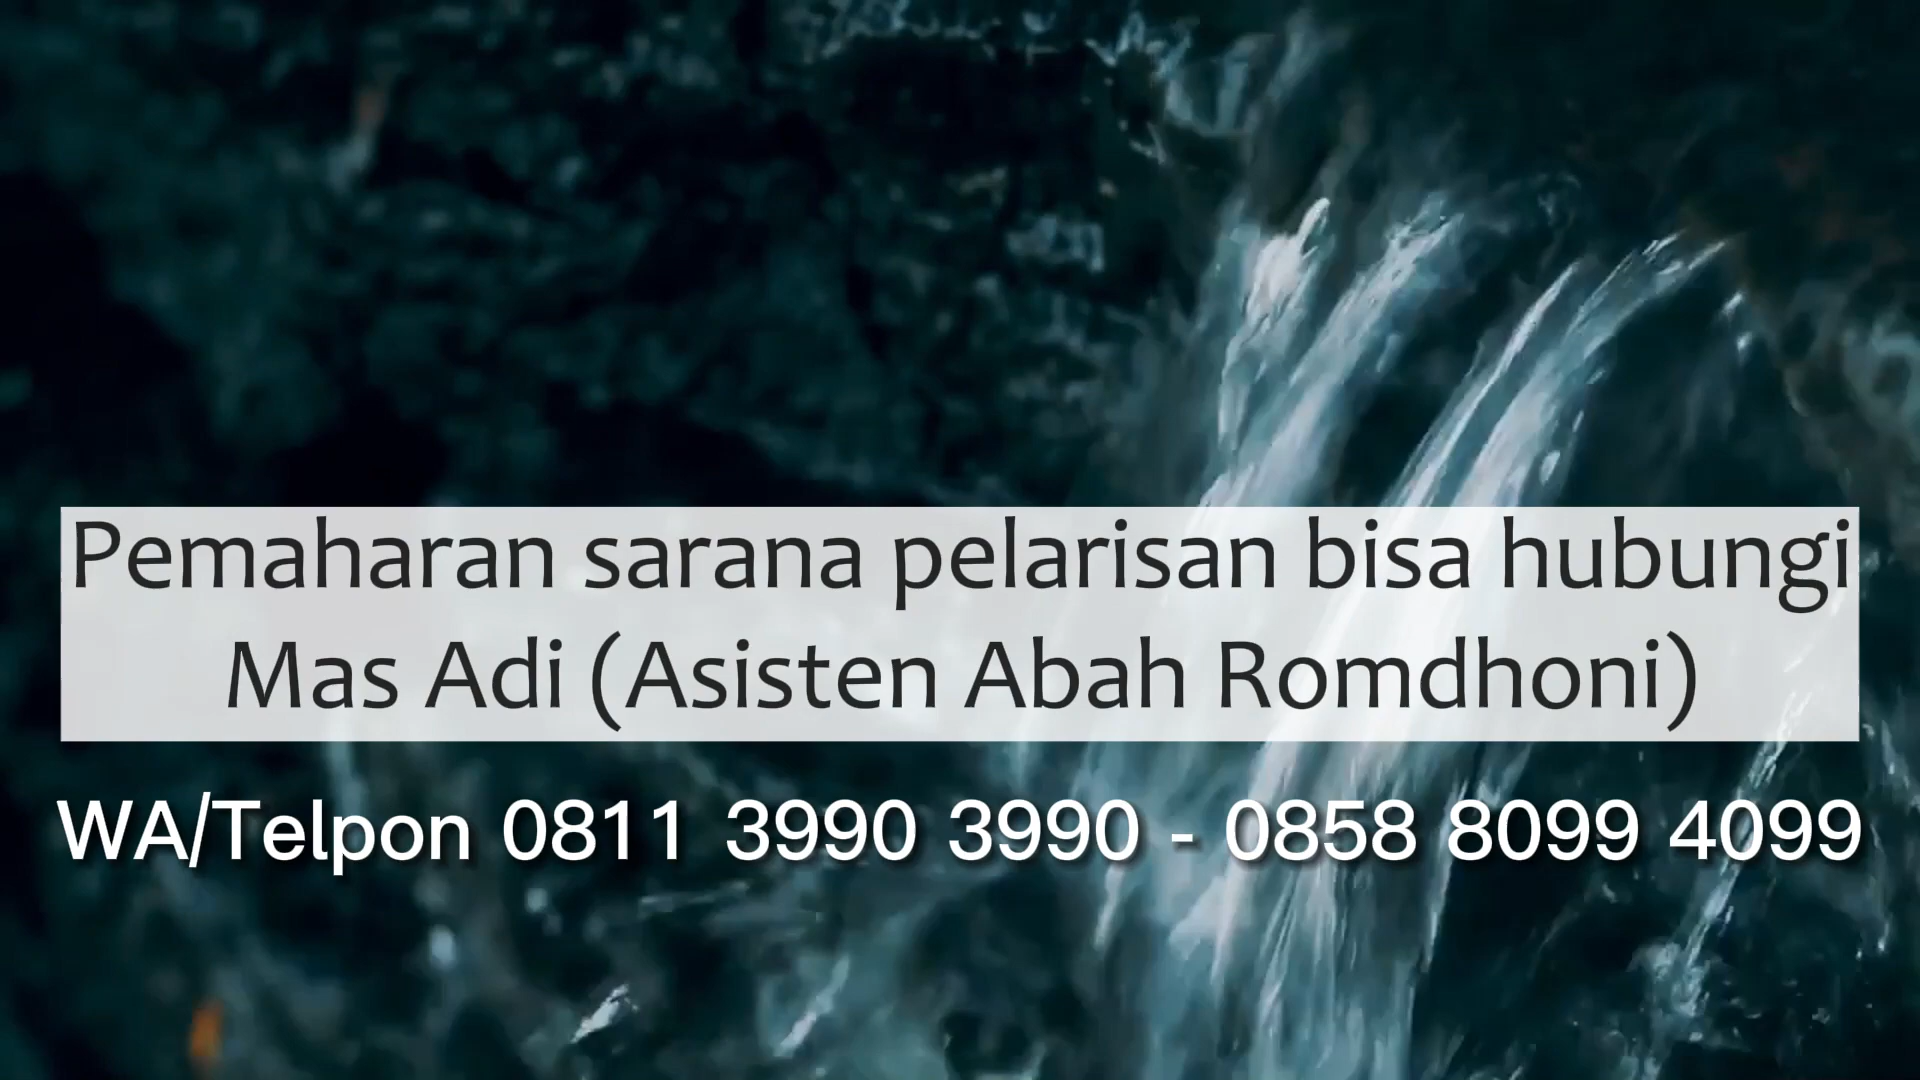 Pemaharan sarana pelarisan bisa hubungi
Mas Adi (Asisten Abah Romdhoni)
WA/Telpon 0811 3990 3990 - 0858 8099 4099